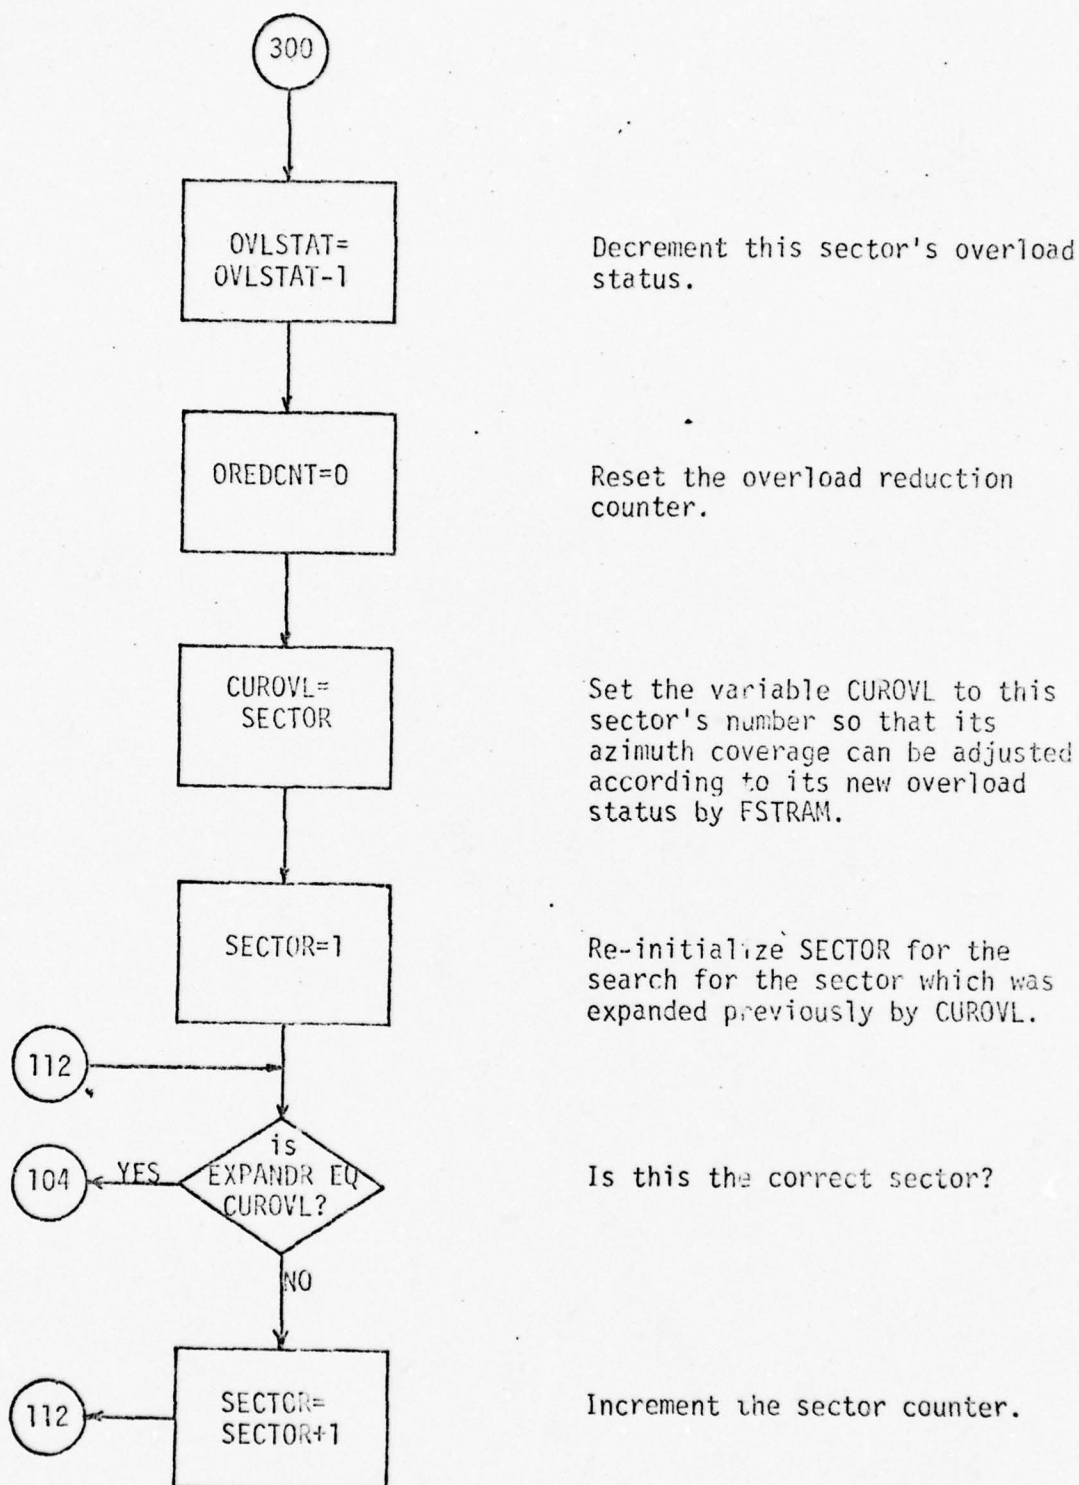 300
OVLSTAT=
OVLSTAT-1
Decrement this sector's overload
status.
OREDCNT=0
Reset the overload reduction
counter.
CUROVL=
SECTOR
Set the variable CUROVL to this
sector's number so that its
azimuth coverage can be adjusted
according to its new overload
status by FSTRAM.
SECTOR=1
Re-initialize SECTOR for the
search for the sector which was
expanded previously by CUROVL.
112
is
EXPANDR EQ
CUROVL?
YES
104
Is this the correct sector?
NO
SECTOR=
SECTOR+1
112
Increment the sector counter.